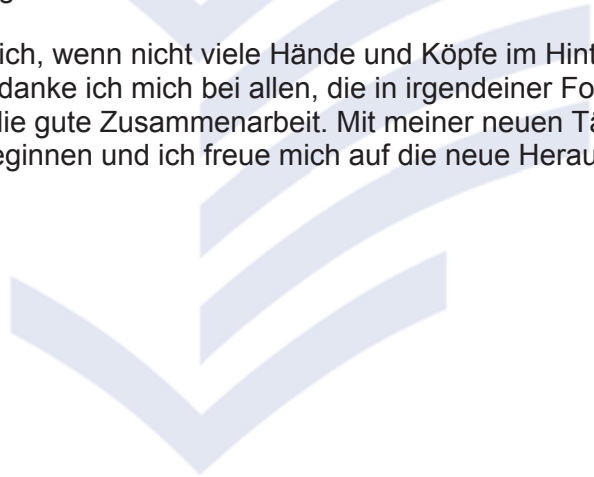 ich, wenn nicht viele Hände und Köpfe im Hint
danke ich mich bei allen, die in irgendeiner Fo
die gute Zusammenarbeit. Mit meiner neuen Tä
eginnen und ich freue mich auf die neue Herau